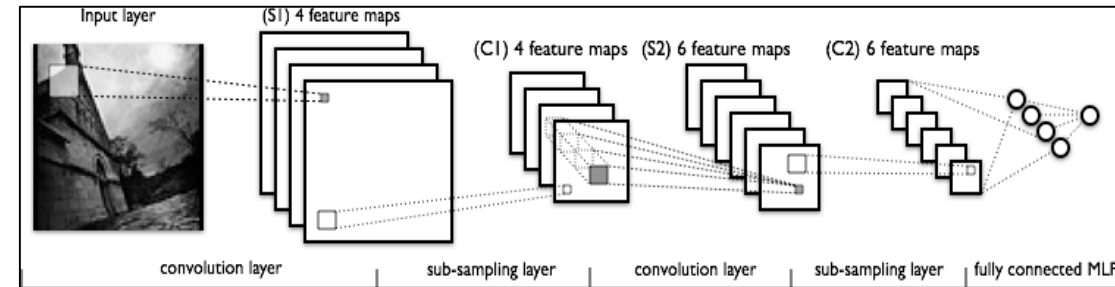 Input layer
(S1) 4 feature maps
(C1) 4 feature maps
(S2) 6 feature maps
(C2) 6 feature maps
convolution layer
sub-sampling layer
convolution layer
sub-sampling layer
fully connected MLP